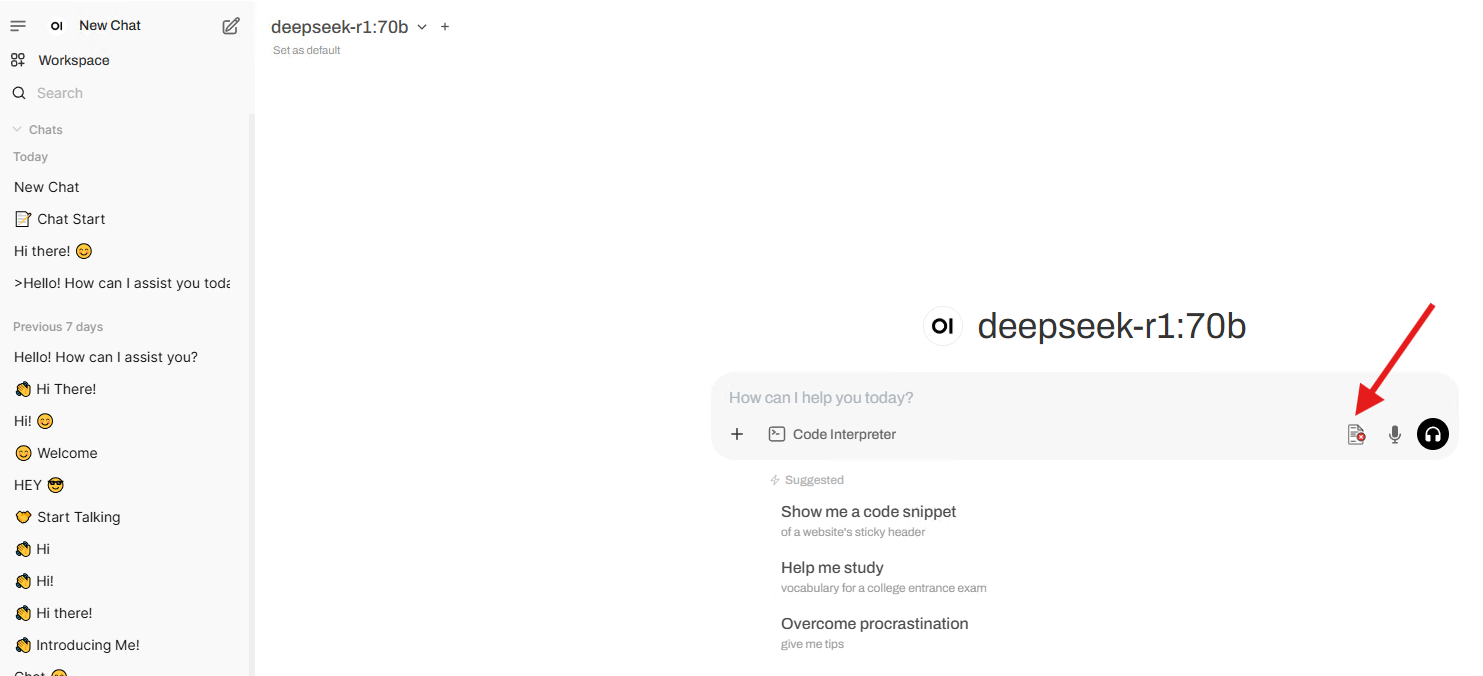 OI New Chat
Workspace
Search
Chats
Today
New Chat
📝 Chat Start
Hi there! 😊
>Hello! How can I assist you toda
Previous 7 days
Hello! How can I assist you?
👋 Hi There!
Hi! 😊
😊 Welcome
HEY 😎
🤝 Start Talking
👋 Hi
👋 Hi!
👋 Hi there!
👋 Introducing Me!
Chat 😊
deepseek-r1:70b
Set as default
OI deepseek-r1:70b
How can I help you today?
Code Interpreter
Suggested
Show me a code snippet
of a website's sticky header
Help me study
vocabulary for a college entrance exam
Overcome procrastination
give me tips